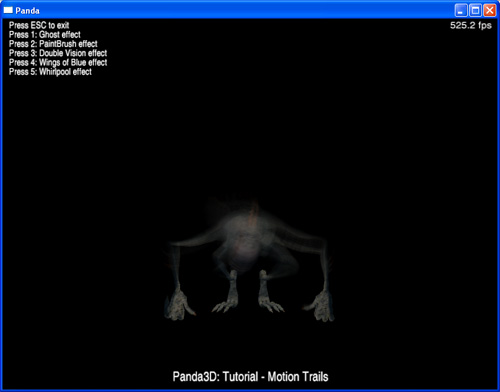 Panda
Press ESC to exit
525.2 fps
Press 1: Ghost effect
Press 2: PaintBrush effect
Press 3: Double Vision effect
Press 4: Wings of Blue effect
Press 5: Whirlpool effect
Panda3D: Tutorial - Motion Trails